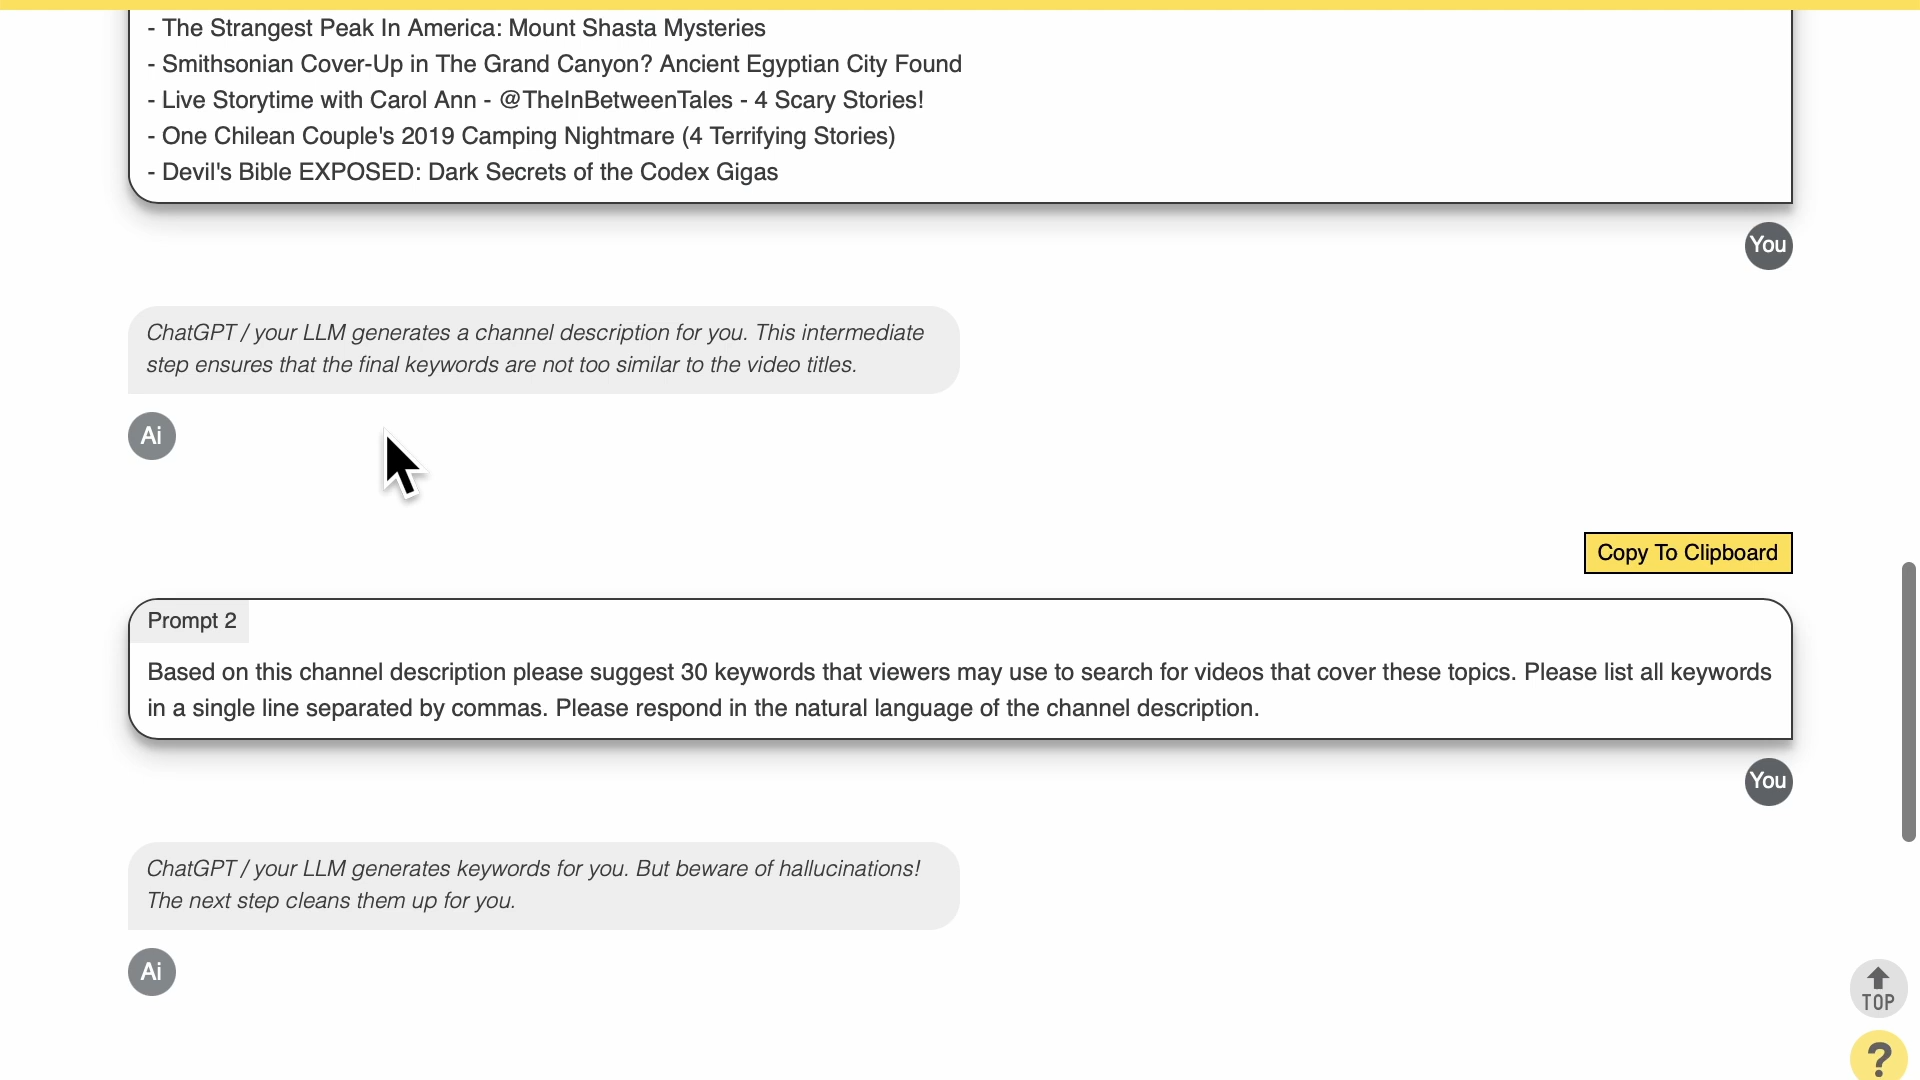 - The Strangest Peak In America: Mount Shasta Mysteries
- Smithsonian Cover-Up in The Grand Canyon? Ancient Egyptian City Found
- Live Storytime with Carol Ann - @TheInBetweenTales - 4 Scary Stories!
- One Chilean Couple's 2019 Camping Nightmare (4 Terrifying Stories)
- Devil's Bible EXPOSED: Dark Secrets of the Codex Gigas
You
ChatGPT / your LLM generates a channel description for you. This intermediate
step ensures that the final keywords are not too similar to the video titles.
Ai
Copy To Clipboard
Prompt 2
Based on this channel description please suggest 30 keywords that viewers may use to search for videos that cover these topics. Please list all keywords
in a single line separated by commas. Please respond in the natural language of the channel description.
You
ChatGPT / your LLM generates keywords for you. But beware of hallucinations!
The next step cleans them up for you.
Ai
TOP
?